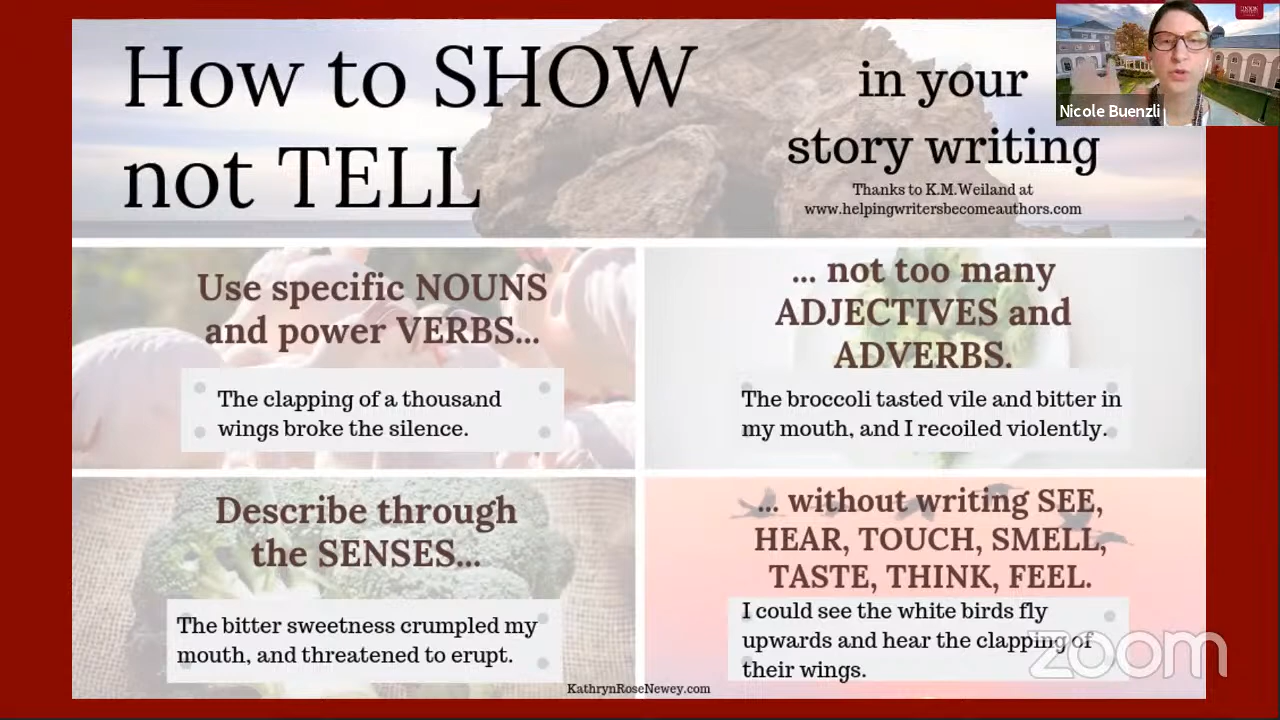 How to SHOW
not TELL
in your
story writing
Thanks to K.M.Weiland at
www.helpingwritersbecomeauthors.com
Nicole Buenzli
Use specific NOUNS
and power VERBS...
The clapping of a thousand
wings broke the silence.
... not too many
ADJECTIVES and
ADVERBS.
The broccoli tasted vile and bitter in
my mouth, and I recoiled violently.
Describe through
the SENSES...
The bitter sweetness crumpled my
mouth, and threatened to erupt.
... without writing SEE,
HEAR, TOUCH, SMELL,
TASTE, THINK, FEEL.
I could see the white birds fly
upwards and hear the clapping of
their wings.
KathrynRoseNewey.com
zoom